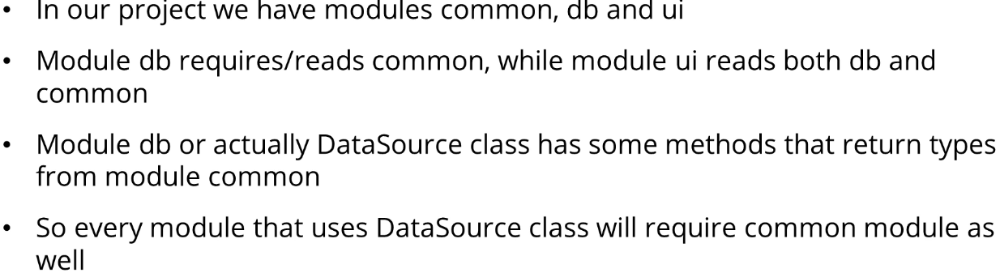 • In our project we have modules common, db and ui
• Module db requires/reads common, while module ui reads both db and
common
• Module db or actually DataSource class has some methods that return types
from module common
• So every module that uses DataSource class will require common module as
well